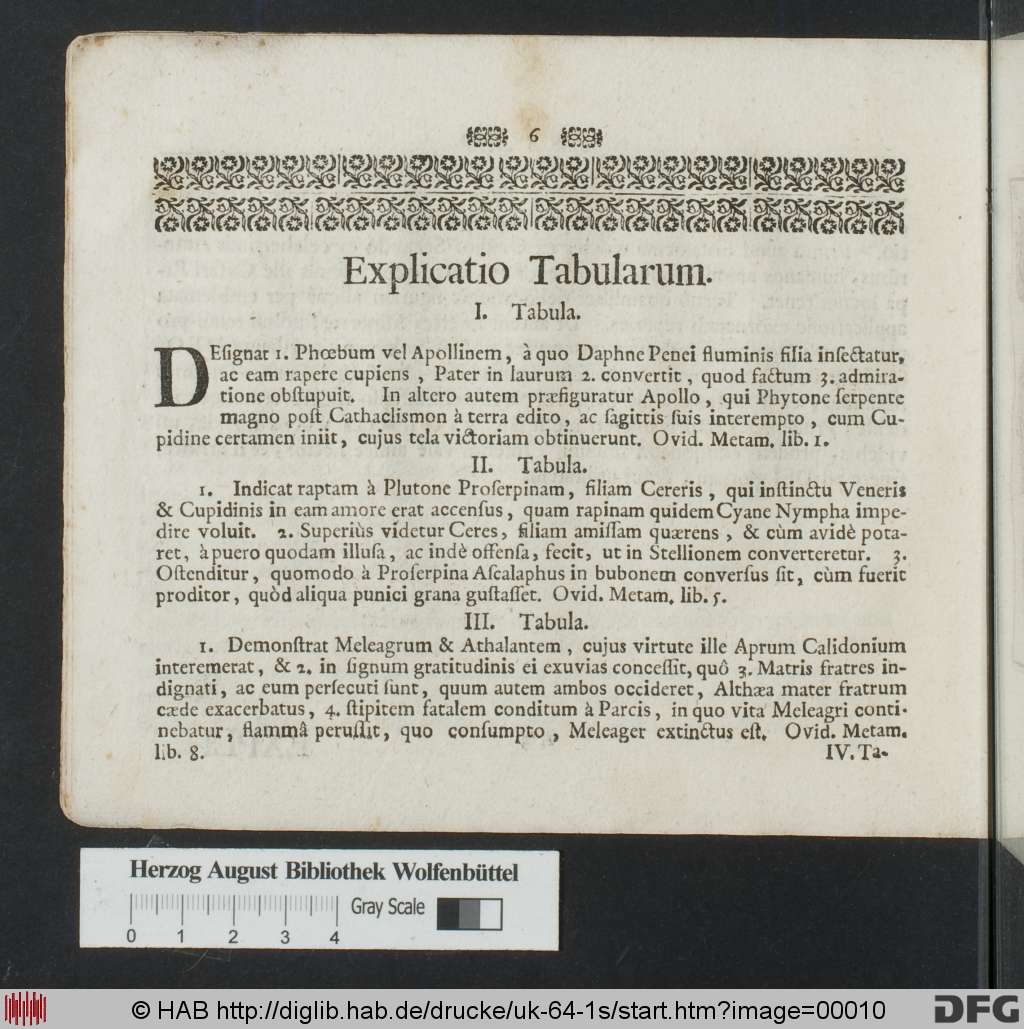 6
Explicatio Tabularum.
I. Tabula.
DEſignat 1. Phœbum vel Apollinem, à quo Daphne Penei fluminis filia inſectatur,
ac eam rapere cupiens, Pater in laurum 2. convertit, quod factum 3. admira-
tione obſtupuit. In altero autem præfiguratur Apollo, qui Phytone ſerpente
magno poſt Cathaclismon à terra edito, ac ſagittis ſuis interempto, cum Cu-
pidine certamen iniit, cujus tela victoriam obtinuerunt. Ovid. Metam. lib. 1.
II. Tabula.
1. Indicat raptam à Plutone Proſerpinam, filiam Cereris, qui inſtinctu Veneris
& Cupidinis in eam amore erat accenſus, quam rapinam quidem Cyane Nympha impe-
dire voluit. 2. Superiùs videtur Ceres, filiam amiſſam quærens, & cùm avidè pota-
ret, à puero quodam illuſa, ac indè offenſa, fecit, ut in Stellionem converteretur. 3.
Oſtenditur, quomodo à Proſerpina Aſcalaphus in bubonem converſus ſit, cùm fuerit
proditor, quòd aliqua punici grana guſtaſſet. Ovid. Metam. lib. 5.
III. Tabula.
1. Demonſtrat Meleagrum & Athalantem, cujus virtute ille Aprum Calidonium
interemerat, & 2. in ſignum gratitudinis ei exuvias conceſſit, quô 3. Matris fratres in-
dignati, ac eum perſecuti ſunt, quum autem ambos occideret, Althæa mater fratrum
cæde exacerbatus, 4. ſtipitem fatalem conditum à Parcis, in quo vita Meleagri conti-
nebatur, flammâ peruſſit, quo conſumpto, Meleager extinctus eſt. Ovid. Metam.
lib. 8.
IV. Ta-
Herzog August Bibliothek Wolfenbüttel
Gray Scale
0 1 2 3 4
© HAB http://diglib.hab.de/drucke/uk-64-1s/start.htm?image=00010
DFG